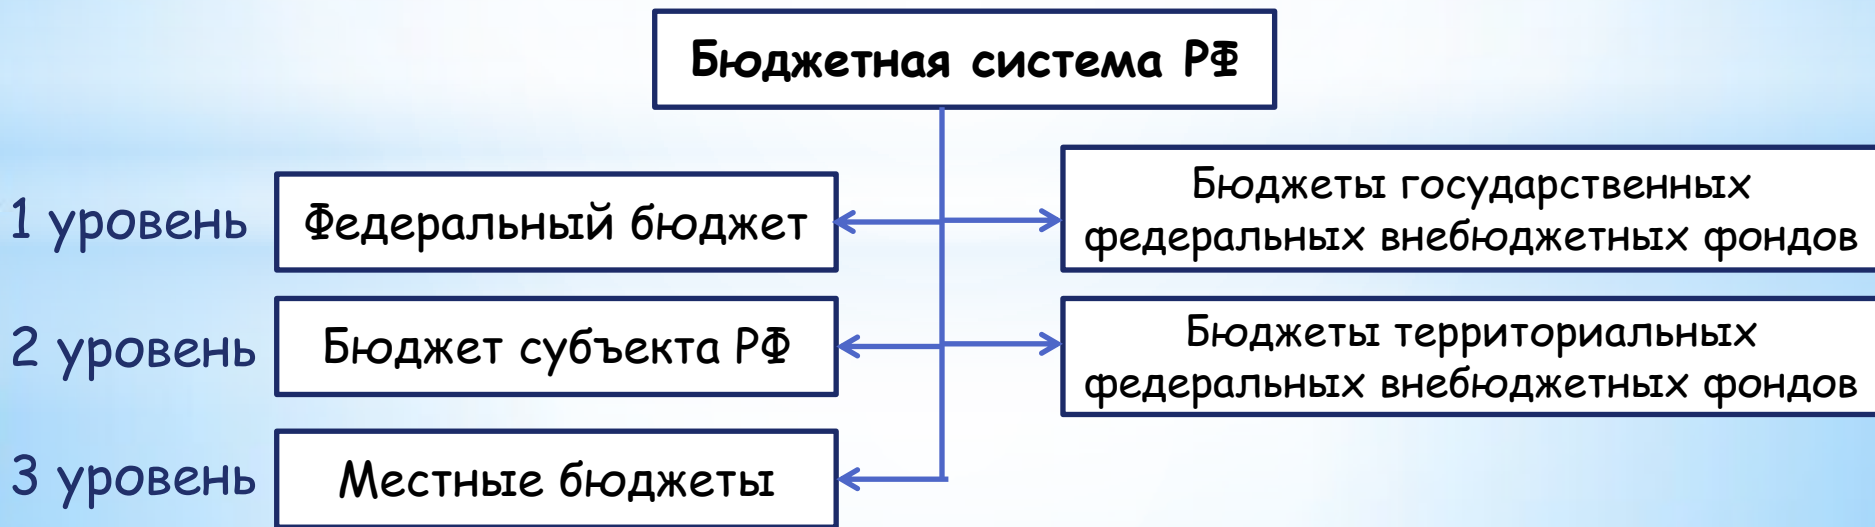 Бюджетная система РФ
1 уровень
Федеральный бюджет
Бюджеты государственных
федеральных внебюджетных фондов
2 уровень
Бюджет субъекта РФ
Бюджеты территориальных
федеральных внебюджетных фондов
3 уровень
Местные бюджеты